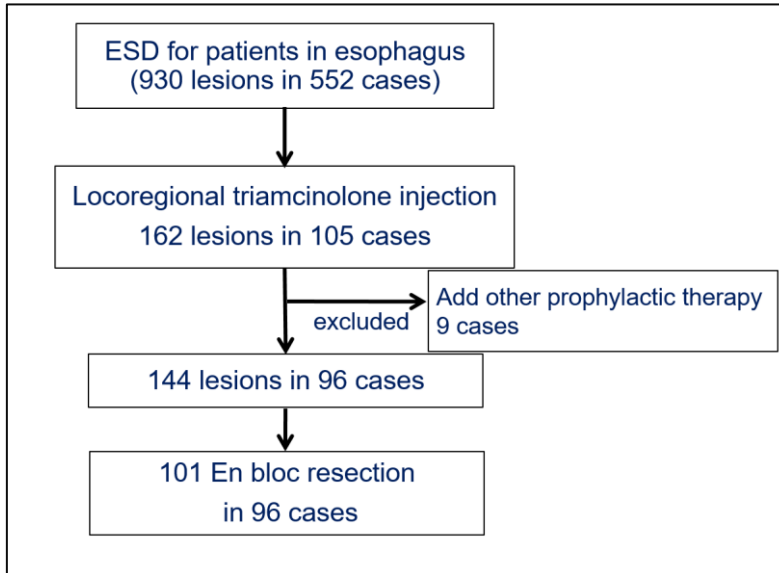 ESD for patients in esophagus
(930 lesions in 552 cases)
Locoregional triamcinolone injection
162 lesions in 105 cases
Add other prophylactic therapy
9 cases
excluded
144 lesions in 96 cases
101 En bloc resection
in 96 cases